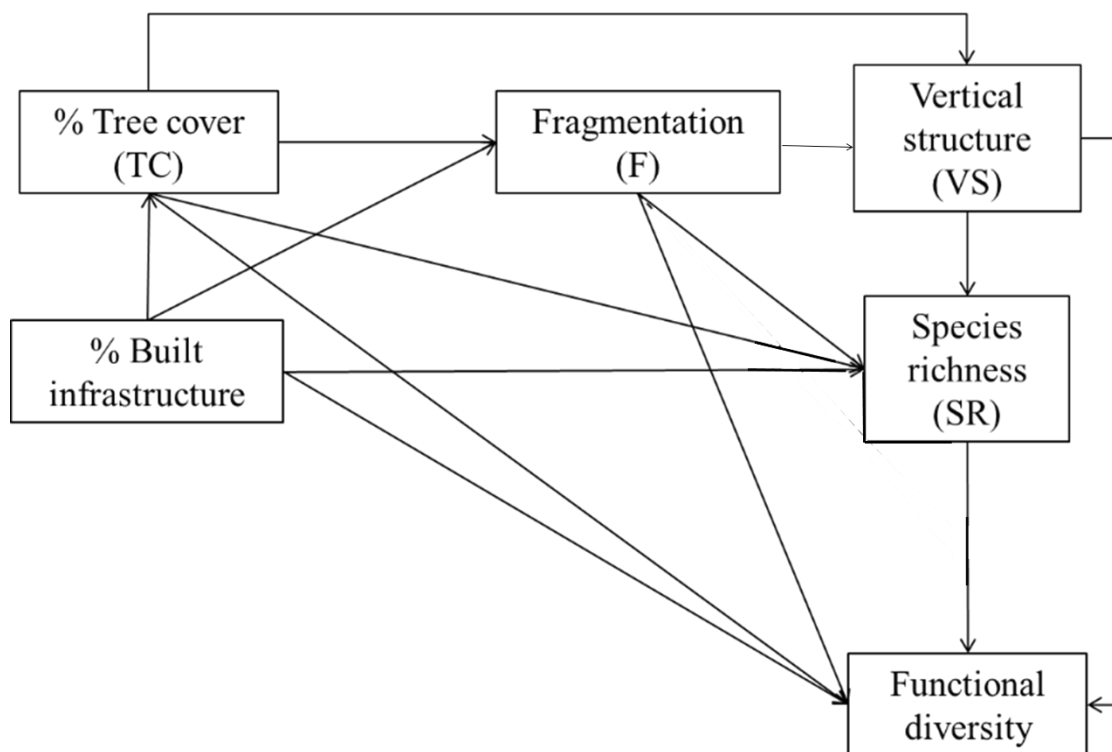 % Tree cover
(TC)
Fragmentation
(F)
Vertical
structure
(VS)
% Built
infrastructure
Species
richness
(SR)
Functional
diversity